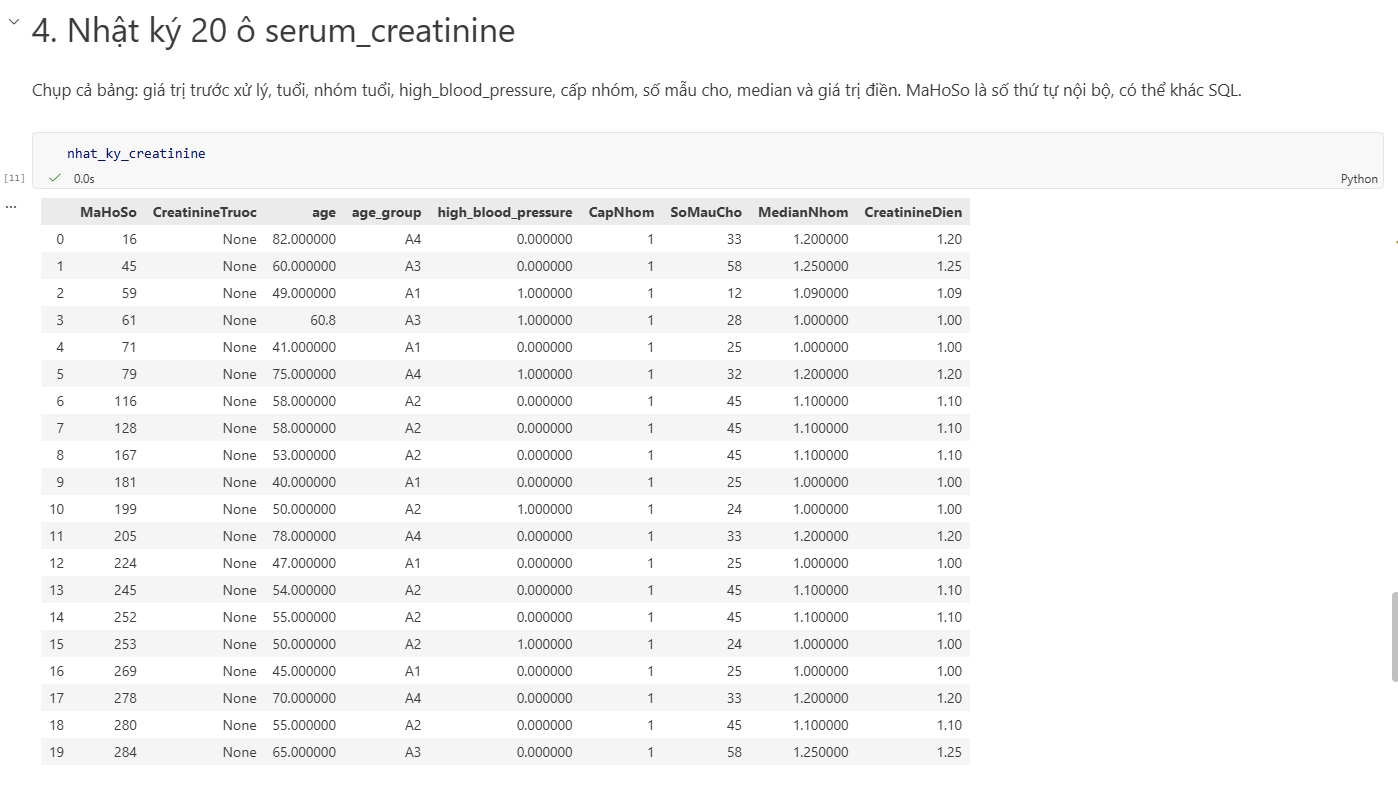 4. Nhật ký 20 ô serum_creatinine
Chụp cả bảng: giá trị trước xử lý, tuổi, nhóm tuổi, high_blood_pressure, cấp nhóm, số mẫu cho, median và giá trị điền. MaHoSo là số thứ tự nội bộ, có thể khác SQL.
nhat_ky_creatinine
[11] 0.0s Python
...
MaHoSo CreatinineTruoc age age_group high_blood_pressure CapNhom SoMauCho MedianNhom CreatinineDien
0 16 None 82.000000 A4 0.000000 1 33 1.200000 1.20
1 45 None 60.000000 A3 0.000000 1 58 1.250000 1.25
2 59 None 49.000000 A1 1.000000 1 12 1.090000 1.09
3 61 None 60.8 A3 1.000000 1 28 1.000000 1.00
4 71 None 41.000000 A1 0.000000 1 25 1.000000 1.00
5 79 None 75.000000 A4 1.000000 1 32 1.200000 1.20
6 116 None 58.000000 A2 0.000000 1 45 1.100000 1.10
7 128 None 58.000000 A2 0.000000 1 45 1.100000 1.10
8 167 None 53.000000 A2 0.000000 1 45 1.100000 1.10
9 181 None 40.000000 A1 0.000000 1 25 1.000000 1.00
10 199 None 50.000000 A2 1.000000 1 24 1.000000 1.00
11 205 None 78.000000 A4 0.000000 1 33 1.200000 1.20
12 224 None 47.000000 A1 0.000000 1 25 1.000000 1.00
13 245 None 54.000000 A2 0.000000 1 45 1.100000 1.10
14 252 None 55.000000 A2 0.000000 1 45 1.100000 1.10
15 253 None 50.000000 A2 1.000000 1 24 1.000000 1.00
16 269 None 45.000000 A1 0.000000 1 25 1.000000 1.00
17 278 None 70.000000 A4 0.000000 1 33 1.200000 1.20
18 280 None 55.000000 A2 0.000000 1 45 1.100000 1.10
19 284 None 65.000000 A3 0.000000 1 58 1.250000 1.25